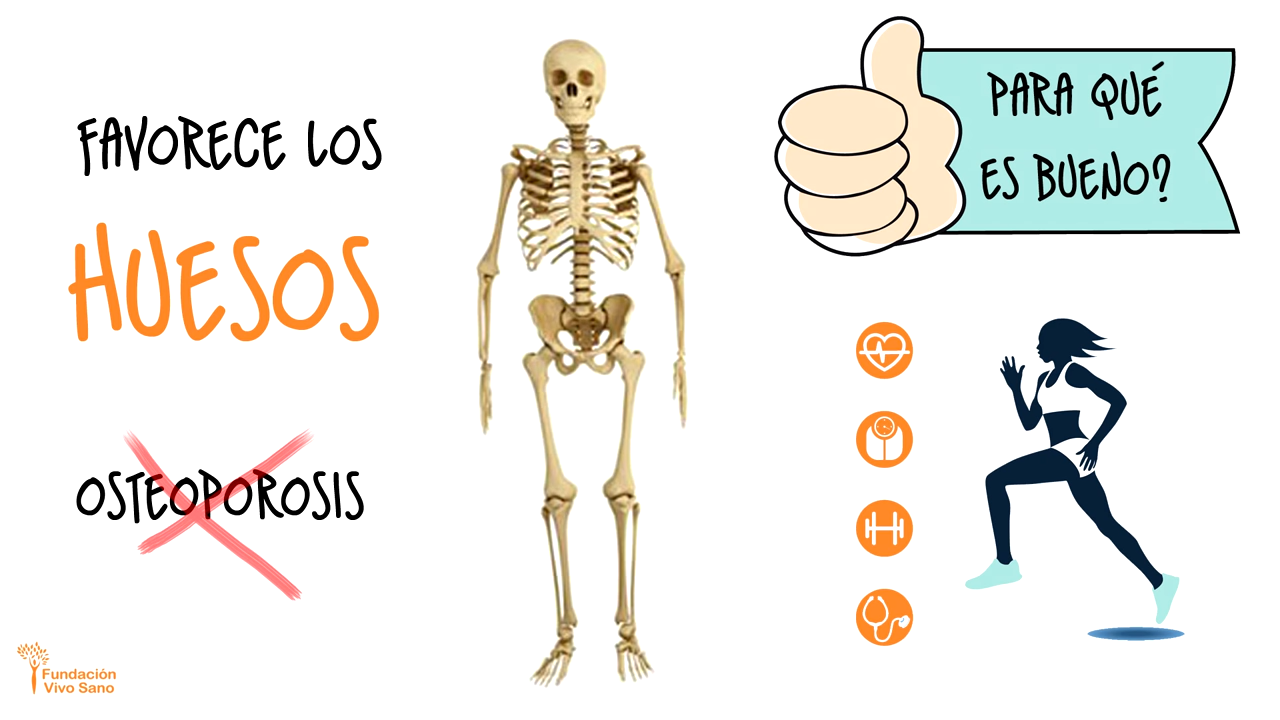 FAVORECE LOS
HUESOS
OSTEOPOROSIS
PARA QUÉ
ES BUENO?
Fundación
Vivo Sano